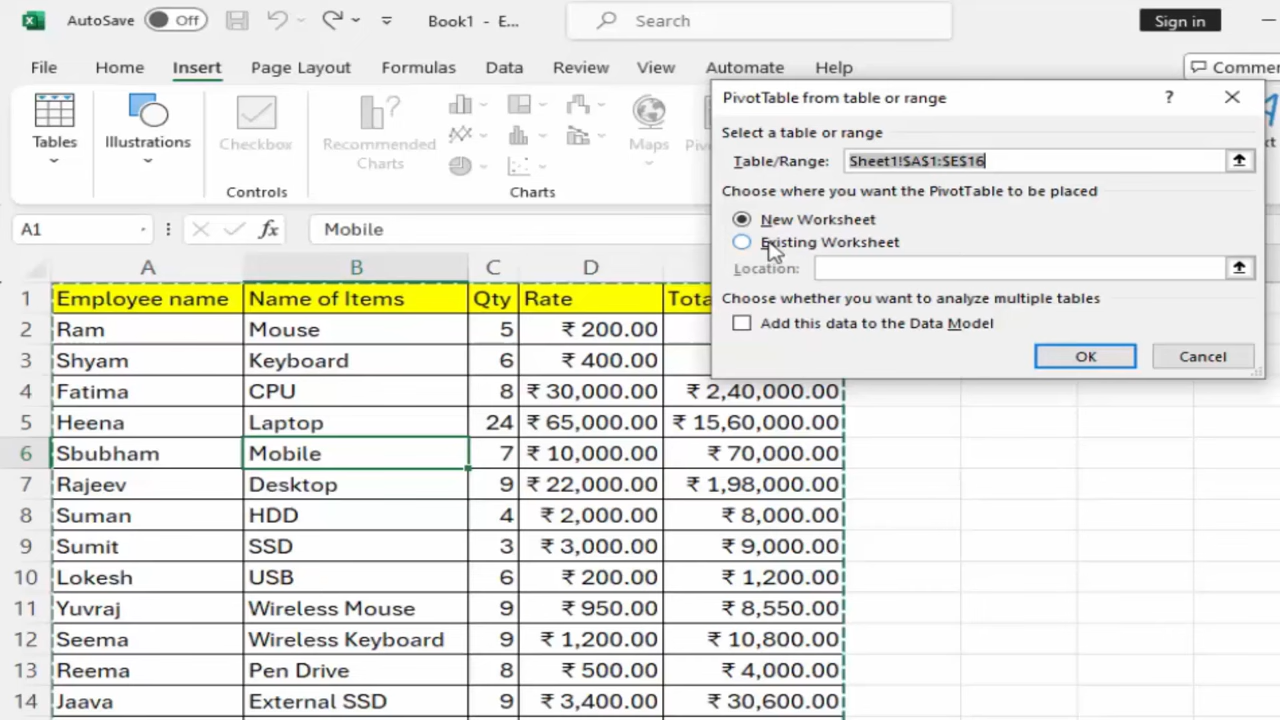 AutoSave Off Book1 - E... Search Sign in
File Home Insert Page Layout Formulas Data Review View Automate Help
Tables Illustrations Checkbox Recommended Charts Maps
Controls Charts
PivotTable from table or range ?
Select a table or range
Table/Range: Sheet1!$A$1:$E$16
Choose where you want the PivotTable to be placed
New Worksheet
Existing Worksheet
Location:
Choose whether you want to analyze multiple tables
Add this data to the Data Model
OK Cancel
A1 fx Mobile
A B C D
1 Employee name Name of Items Qty Rate
2 Ram Mouse 5 ₹ 200.00
3 Shyam Keyboard 6 ₹ 400.00
4 Fatima CPU 8 ₹ 30,000.00 ₹ 2,40,000.00
5 Heena Laptop 24 ₹ 65,000.00 ₹ 15,60,000.00
6 Sbubham Mobile 7 ₹ 10,000.00 ₹ 70,000.00
7 Rajeev Desktop 9 ₹ 22,000.00 ₹ 1,98,000.00
8 Suman HDD 4 ₹ 2,000.00 ₹ 8,000.00
9 Sumit SSD 3 ₹ 3,000.00 ₹ 9,000.00
10 Lokesh USB 6 ₹ 200.00 ₹ 1,200.00
11 Yuvraj Wireless Mouse 9 ₹ 950.00 ₹ 8,550.00
12 Seema Wireless Keyboard 9 ₹ 1,200.00 ₹ 10,800.00
13 Reema Pen Drive 8 ₹ 500.00 ₹ 4,000.00
14 Jaava External SSD 9 ₹ 3,400.00 ₹ 30,600.00